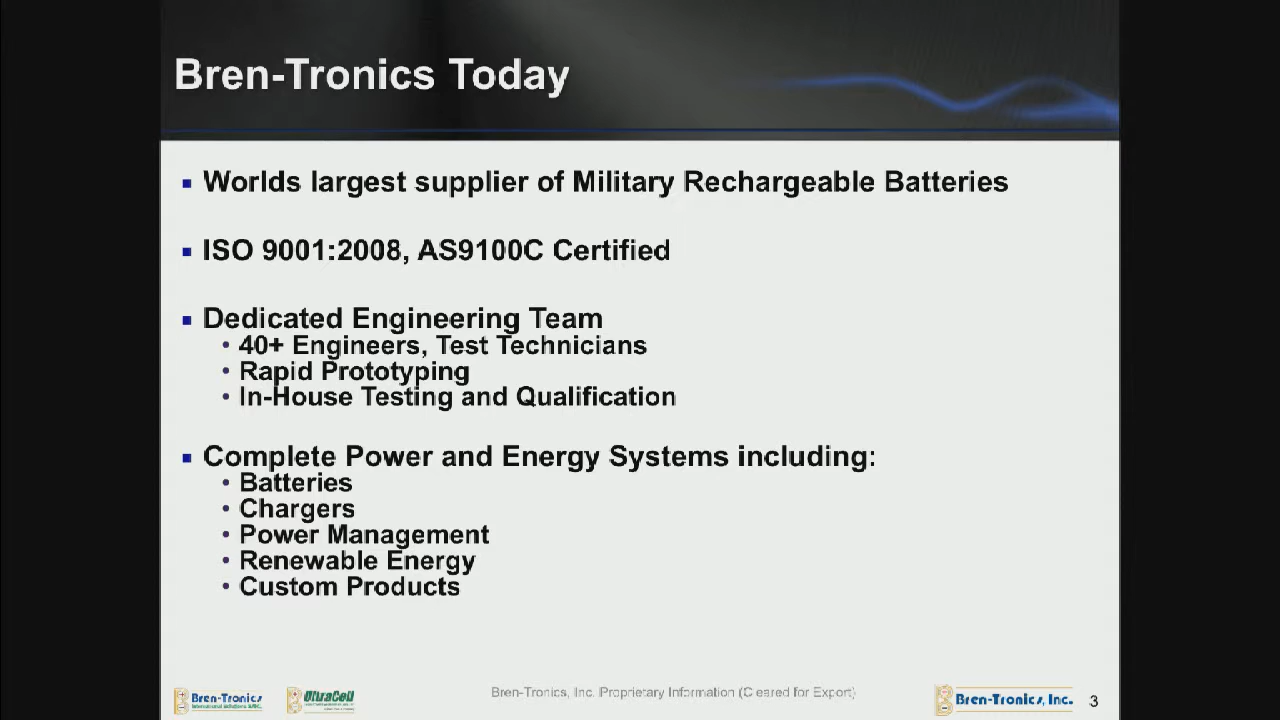 Bren-Tronics Today
Worlds largest supplier of Military Rechargeable Batteries
ISO 9001:2008, AS9100C Certified
Dedicated Engineering Team
• 40+ Engineers, Test Technicians
• Rapid Prototyping
• In-House Testing and Qualification
Complete Power and Energy Systems including:
• Batteries
• Chargers
• Power Management
• Renewable Energy
• Custom Products
Bren-Tronics
International Solutions
UltraCell
Bren-Tronics, Inc. Proprietary Information (C eared for Export)
Bren-Tronics, Inc.
3